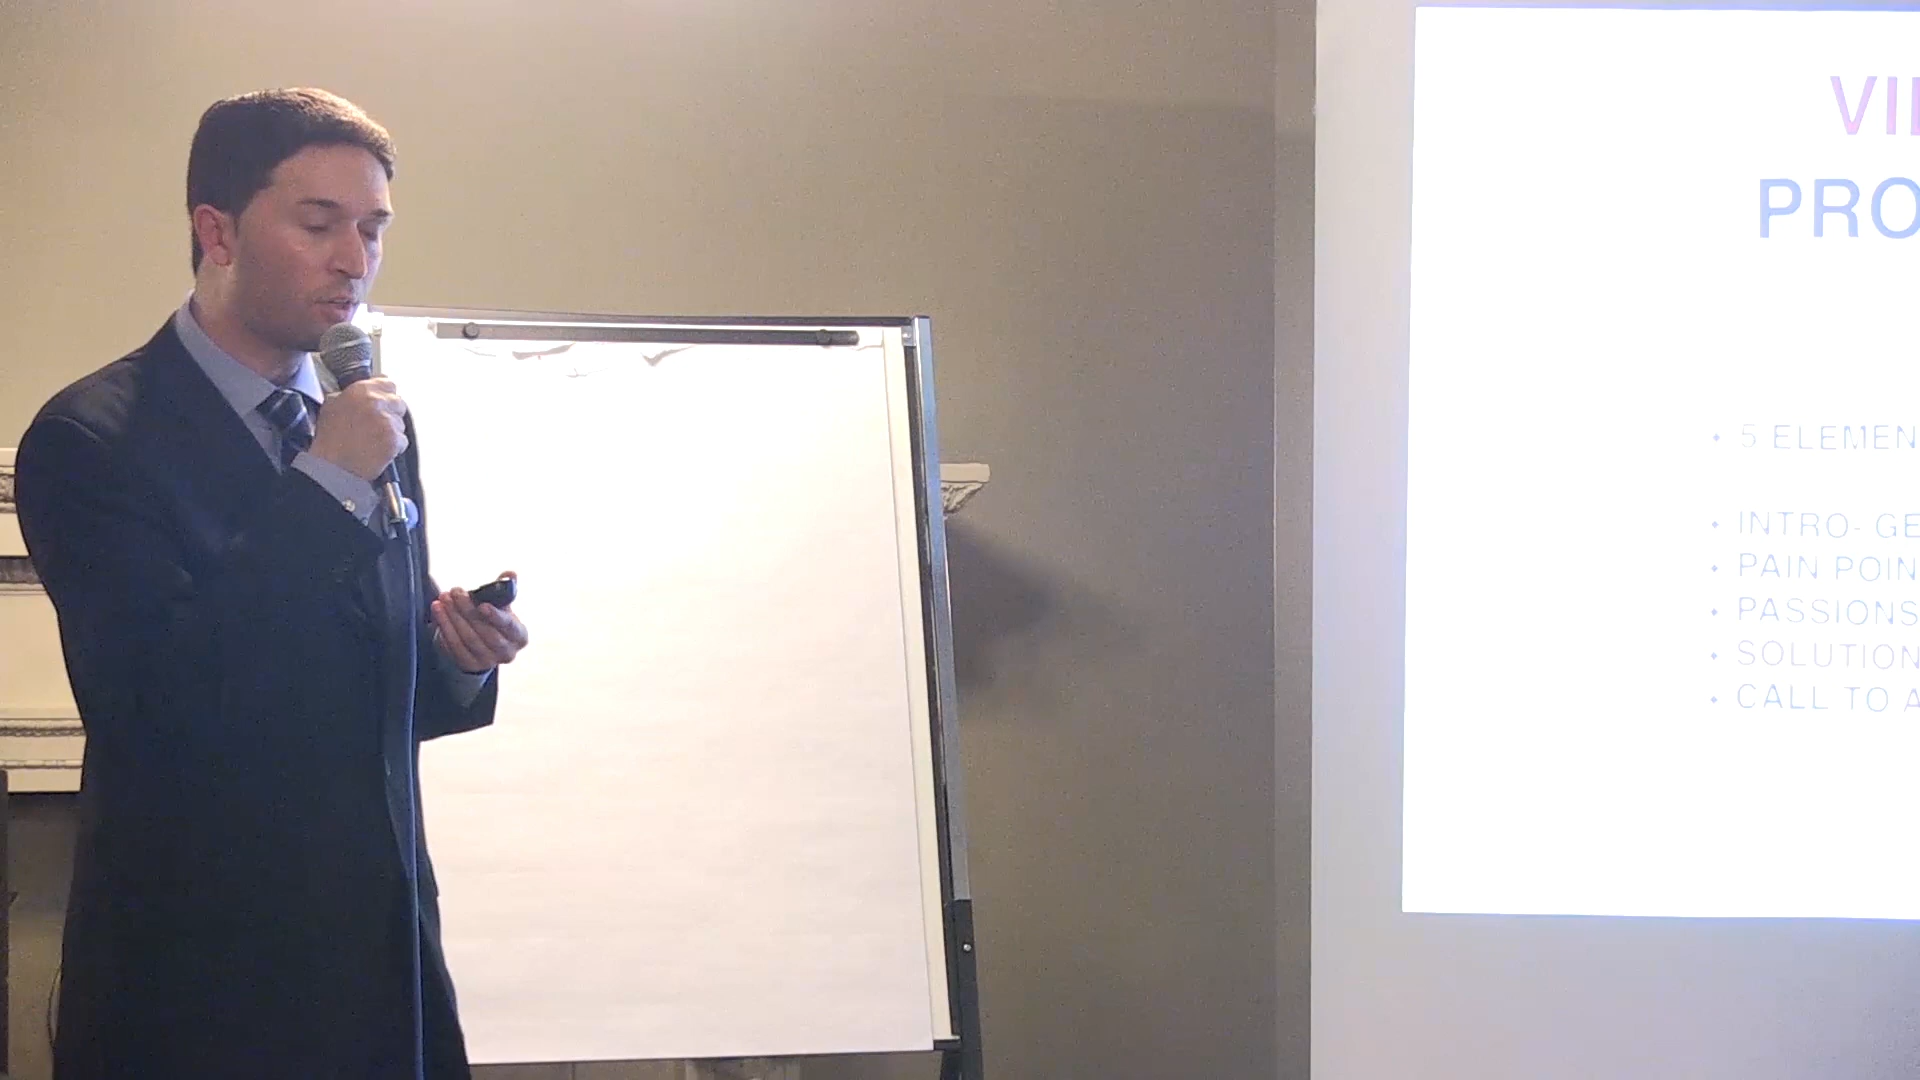 VI
PRO
• 5 ELEMEN
• INTRO- GE
• PAIN POIN
• PASSIONS
• SOLUTION
• CALL TO A